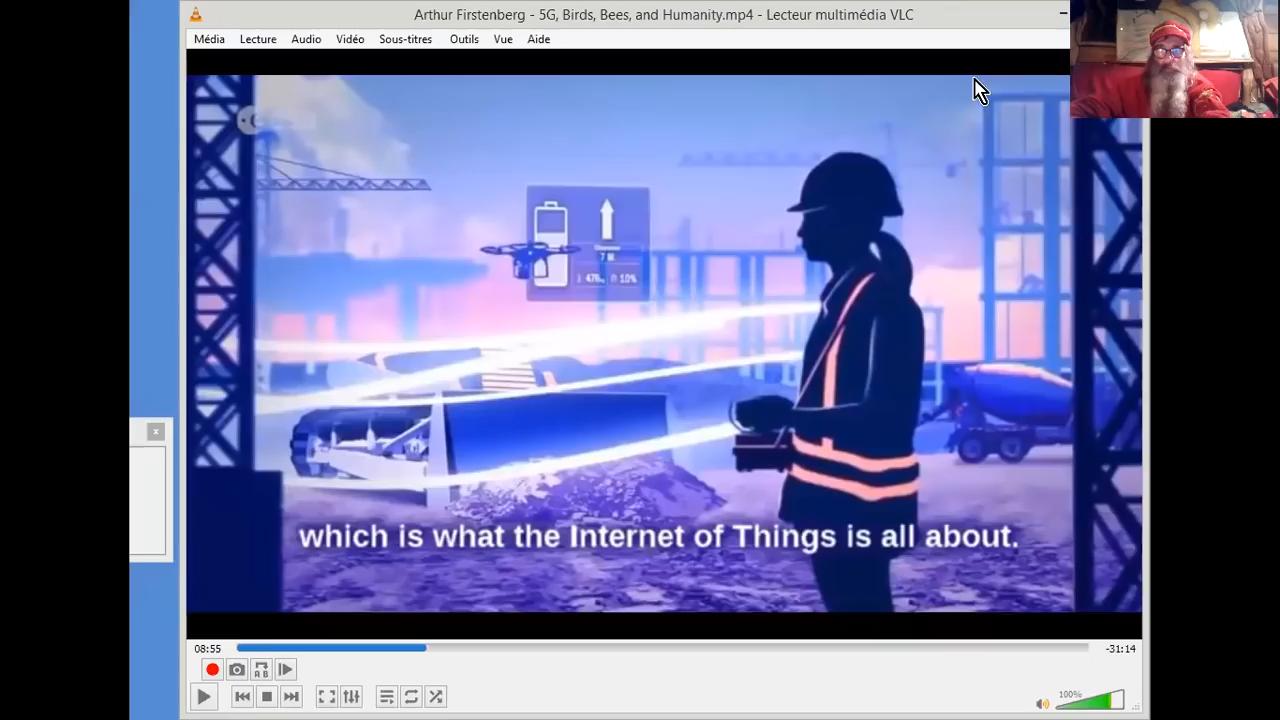 Arthur Firstenberg - 5G, Birds, Bees, and Humanity.mp4 - Lecteur multimédia VLC
Média Lecture Audio Vidéo Sous-titres Outils Vue Aide
10%
which is what the Internet of Things is all about.
08:55 -31:14
A B
100%